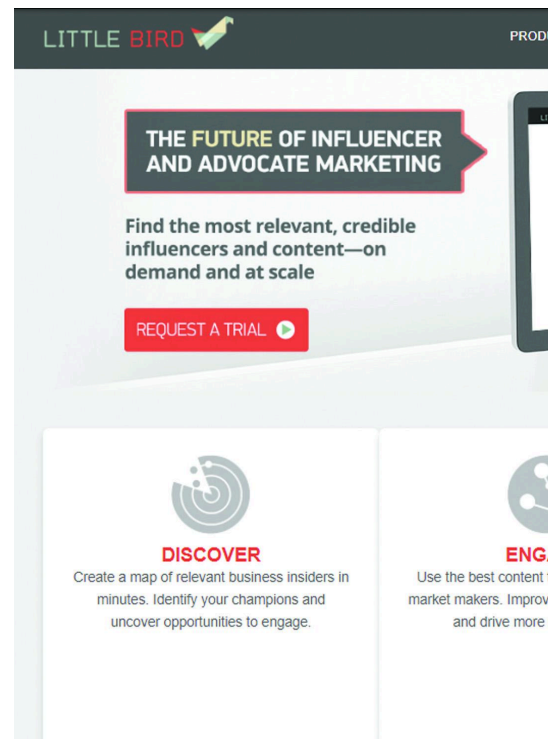 LITTLE BIRD
THE FUTURE OF INFLUENCER
AND ADVOCATE MARKETING
Find the most relevant, credible
influencers and content—on
demand and at scale
REQUEST A TRIAL
DISCOVER
Create a map of relevant business insiders in
minutes. Identify your champions and
uncover opportunities to engage.
Use the best content
market makers.
and drive more